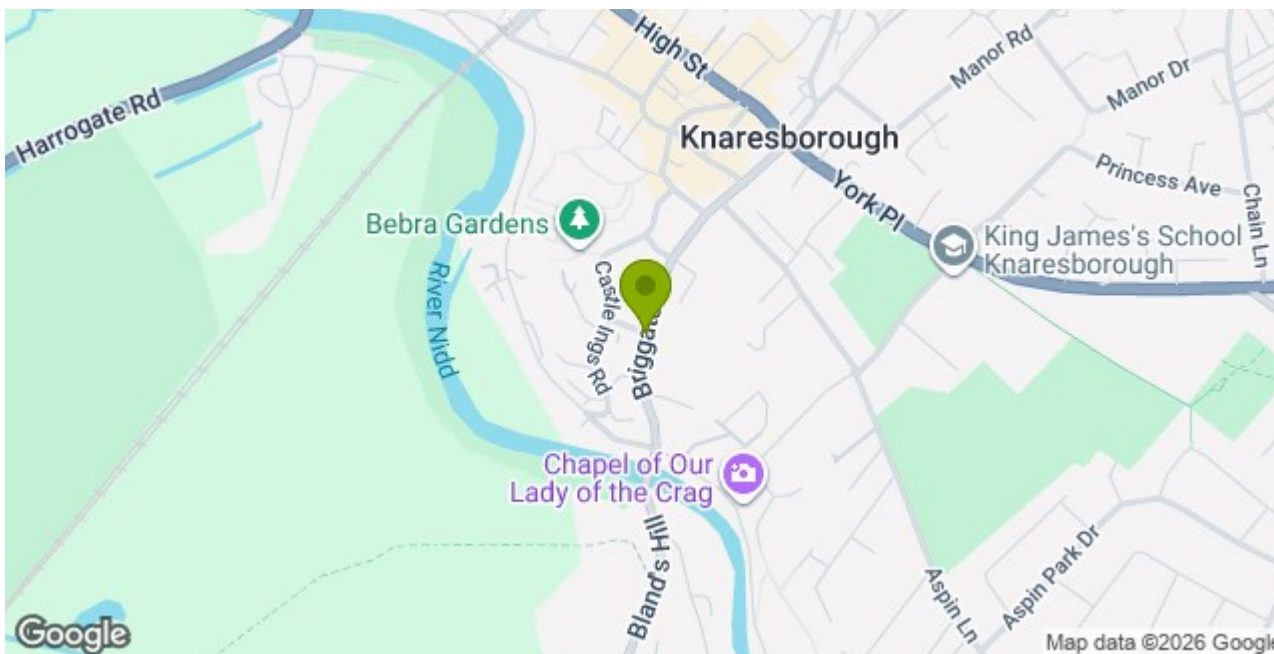 Harrogate Rd
High St
Manor Rd
Manor Dr
Knaresborough
Princess Ave
Chain Ln
York Pl
Bebra Gardens
King James's School
Knaresborough
River Nidd
Castle Ings Rd
Briggate
Chapel of Our
Lady of the Crag
Bland's Hill
Aspin Ln
Aspin Park Dr
Google
Map data ©2026 Google